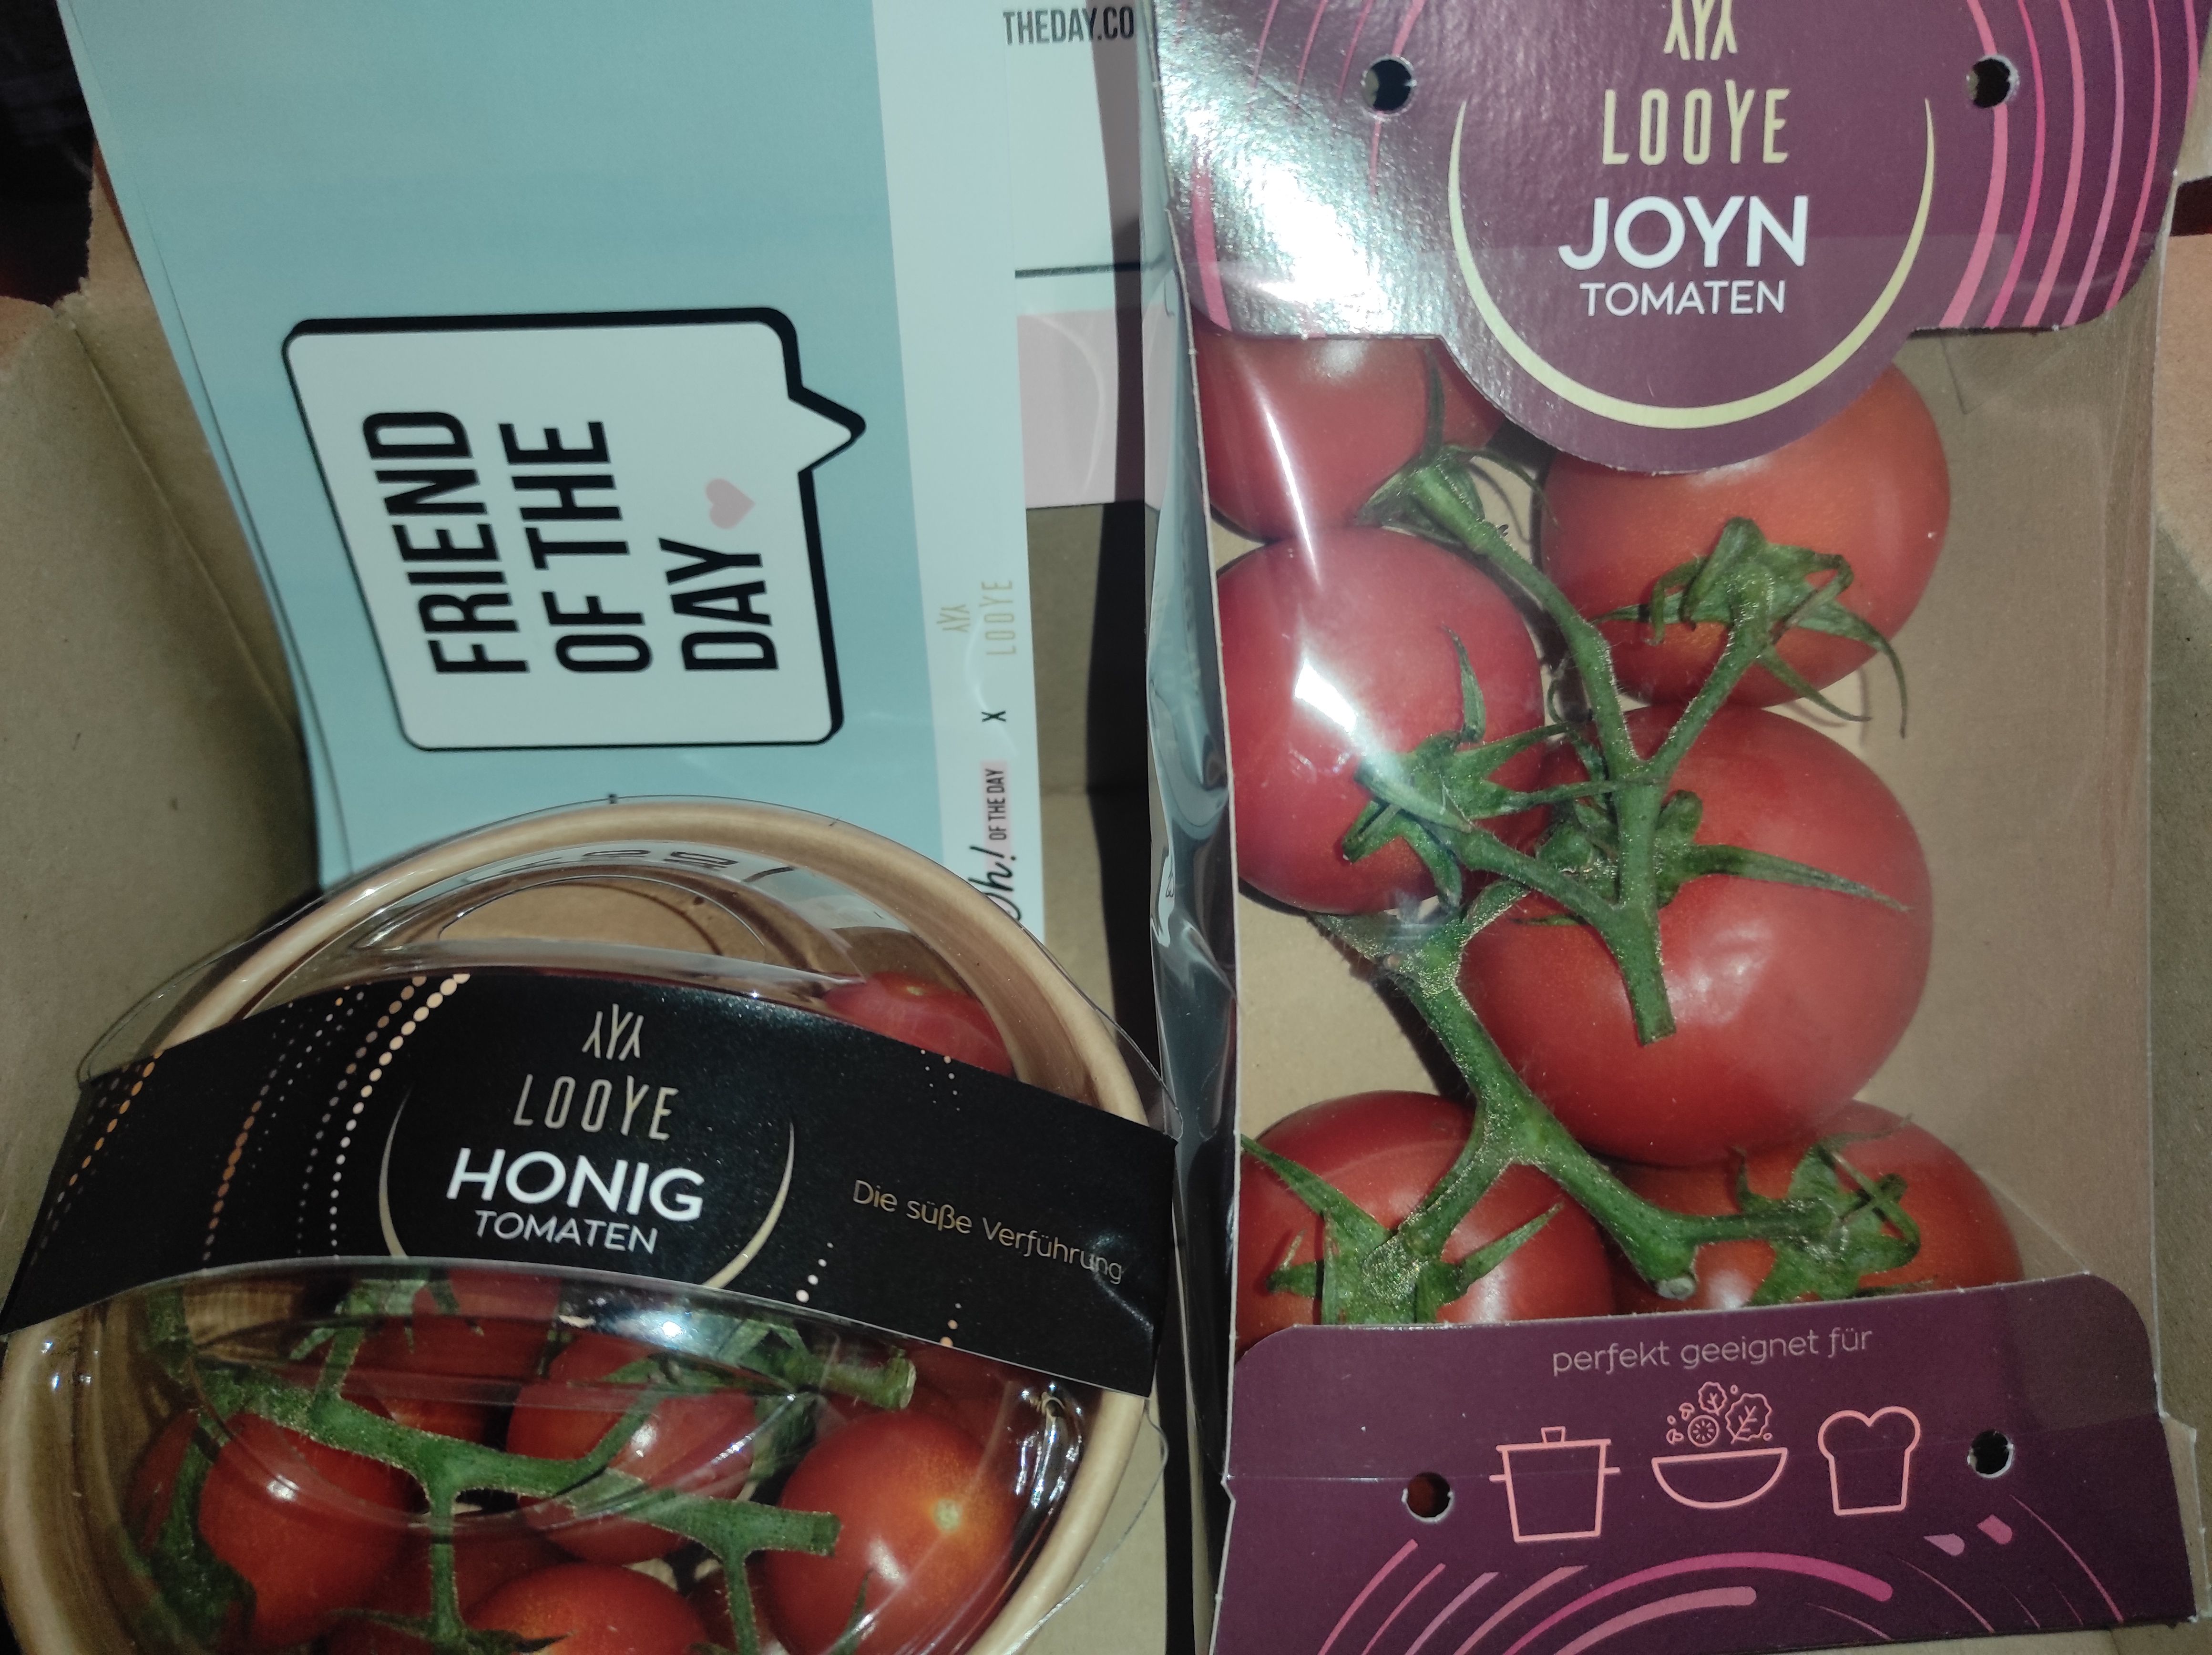 THEDAY.CO
FRIEND
OF THE
DAY
Oh! OF THE DAY X LOOYE
LOOYE
JOYN
TOMATEN
perfekt geeignet für
LOOYE
HONIG
TOMATEN
Die süße Verführung